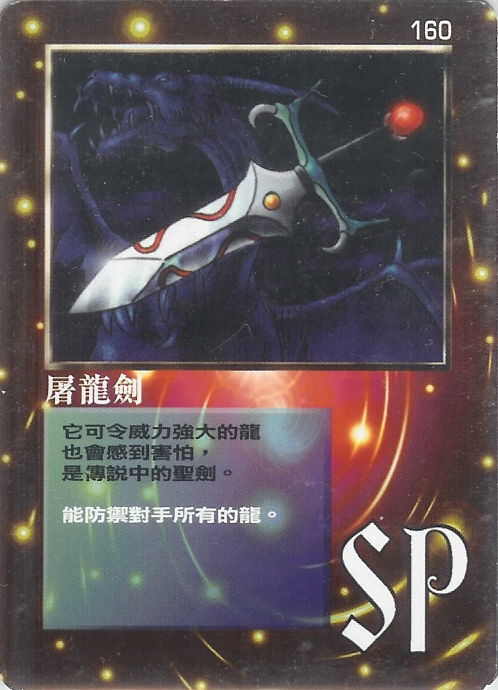 160
屠龍劍
它可令威力強大的龍
也會感到害怕，
是傳說中的聖劍。
能防禦對手所有的龍。
SP